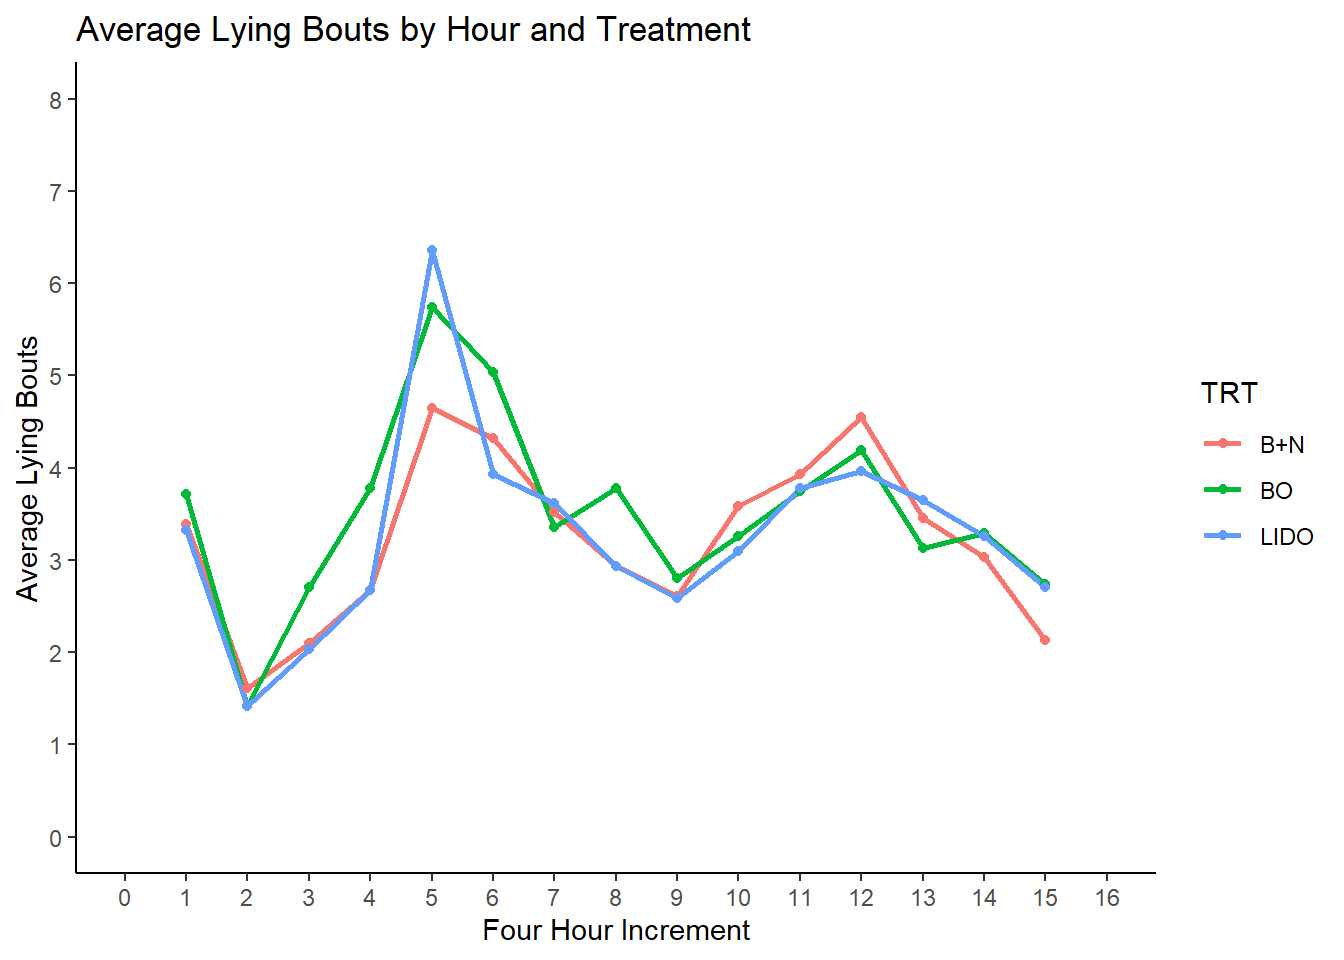 Average Lying Bouts by Hour and Treatment
8
7
6
5
4
3
2
1
0
Average Lying Bouts
0 1 2 3 4 5 6 7 8 9 10 11 12 13 14 15 16
Four Hour Increment
TRT
B+N
BO
LIDO